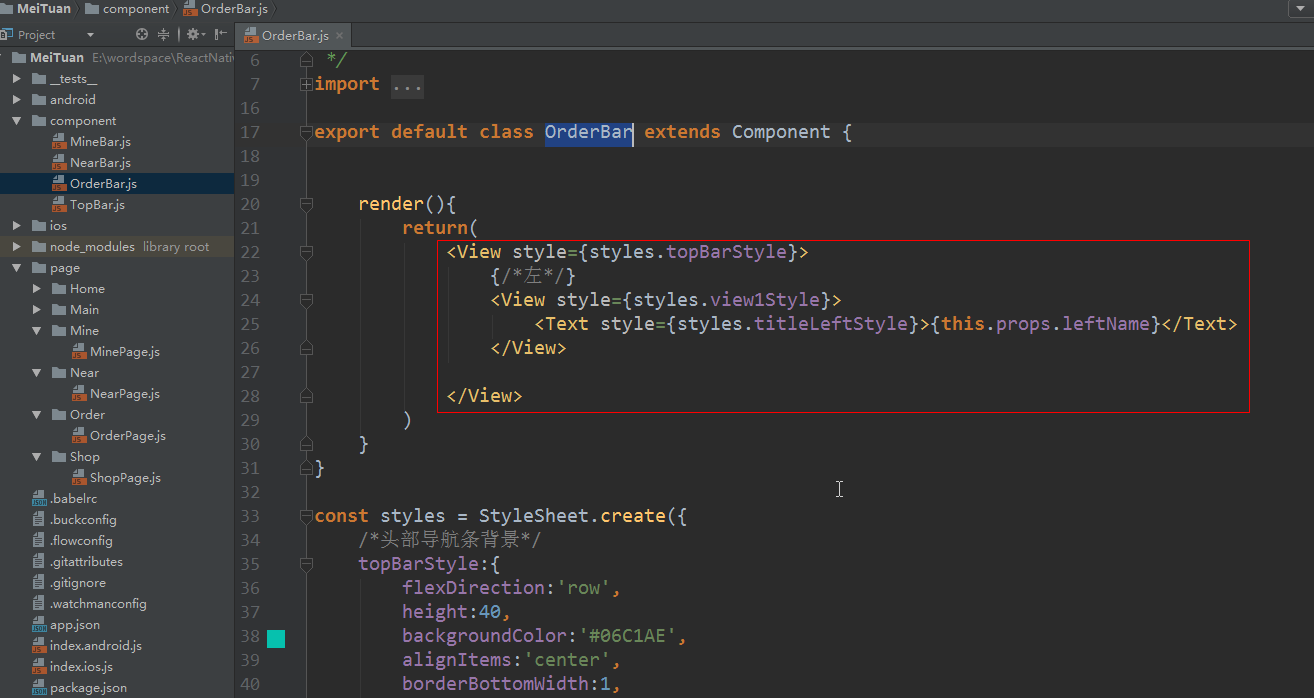 MeiTuan component OrderBar.js
Project
OrderBar.js
MeiTuan E:\wordspace\ReactNati
__tests__
android
component
MineBar.js
NearBar.js
OrderBar.js
TopBar.js
ios
node_modules library root
page
Home
Main
Mine
MinePage.js
Near
NearPage.js
Order
OrderPage.js
Shop
ShopPage.js
.babelrc
.buckconfig
.flowconfig
.gitattributes
.gitignore
.watchmanconfig
app.json
index.android.js
index.ios.js
package.json
6 */
7 import ...
16
17 export default class OrderBar extends Component {
18
19
20 render(){
21 return(
22 <View style={styles.topBarStyle}>
23 {/*左*/}
24 <View style={styles.view1Style}>
25 <Text style={styles.titleLeftStyle}>{this.props.leftName}</Text>
26 </View>
27
28 </View>
29 )
30 }
31 }
32
33 const styles = StyleSheet.create({
34 /*头部导航条背景*/
35 topBarStyle:{
36 flexDirection:'row',
37 height:40,
38 backgroundColor:'#06C1AE',
39 alignItems:'center',
40 borderBottomWidth:1,